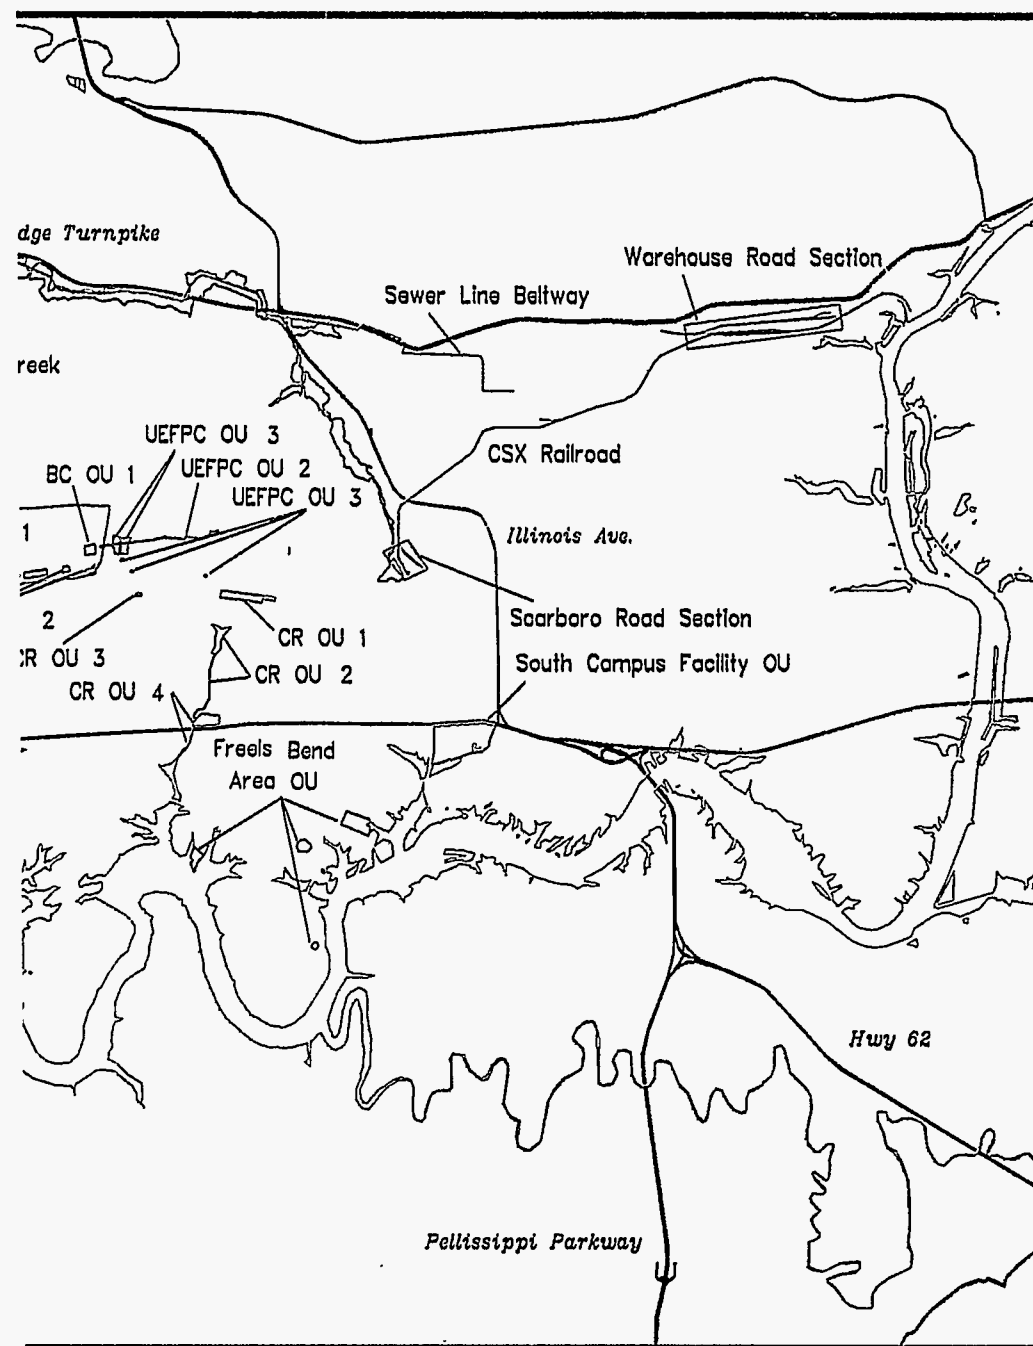 dge Turnpike
Warehouse Road Section
Sewer Line Beltway
reek
UEFPC OU 3
CSX Railroad
BC OU 1
UEFPC OU 2
UEFPC OU 3
1
Illinois Ave.
2
Scarboro Road Section
CR OU 1
CR OU 3
CR OU 2
South Campus Facility OU
CR OU 4
Freels Bend
Area OU
Hwy 62
Pellissippi Parkway